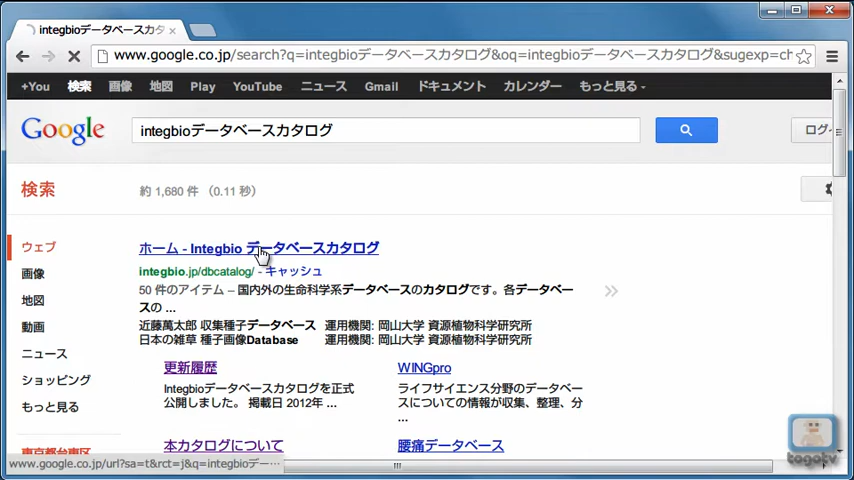 integbioデータベースカタ
www.google.co.jp/search?q=integbioデータベースカタログ&oq=integbioデータベースカタログ&sugexp=ch
+You 検索 画像 地図 Play YouTube ニュース Gmail ドキュメント カレンダー もっと見る
Google integbioデータベースカタログ ログ
検索 約 1,680 件 (0.11 秒)
ウェブ
画像
地図
動画
ニュース
ショッピング
もっと見る
東京都台東区
ホーム - Integbio データベースカタログ
integbio.jp/dbcatalog/ - キャッシュ
50 件のアイテム – 国内外の生命科学系データベースのカタログです。各データベー
スの ...
近藤萬太郎 収集種子データベース 運用機関: 岡山大学 資源植物科学研究所
日本の雑草 種子画像Database 運用機関: 岡山大学 資源植物科学研究所
更新履歴
Integbioデータベースカタログを正式
公開しました。 掲載日 2012年 ...
WINGpro
ライフサイエンス分野のデータベー
スについての情報が収集、整理、分
...
本カタログについて
腰痛データベース
www.google.co.jp/url?sa=t&rct=j&q=integbioデー…
togotv